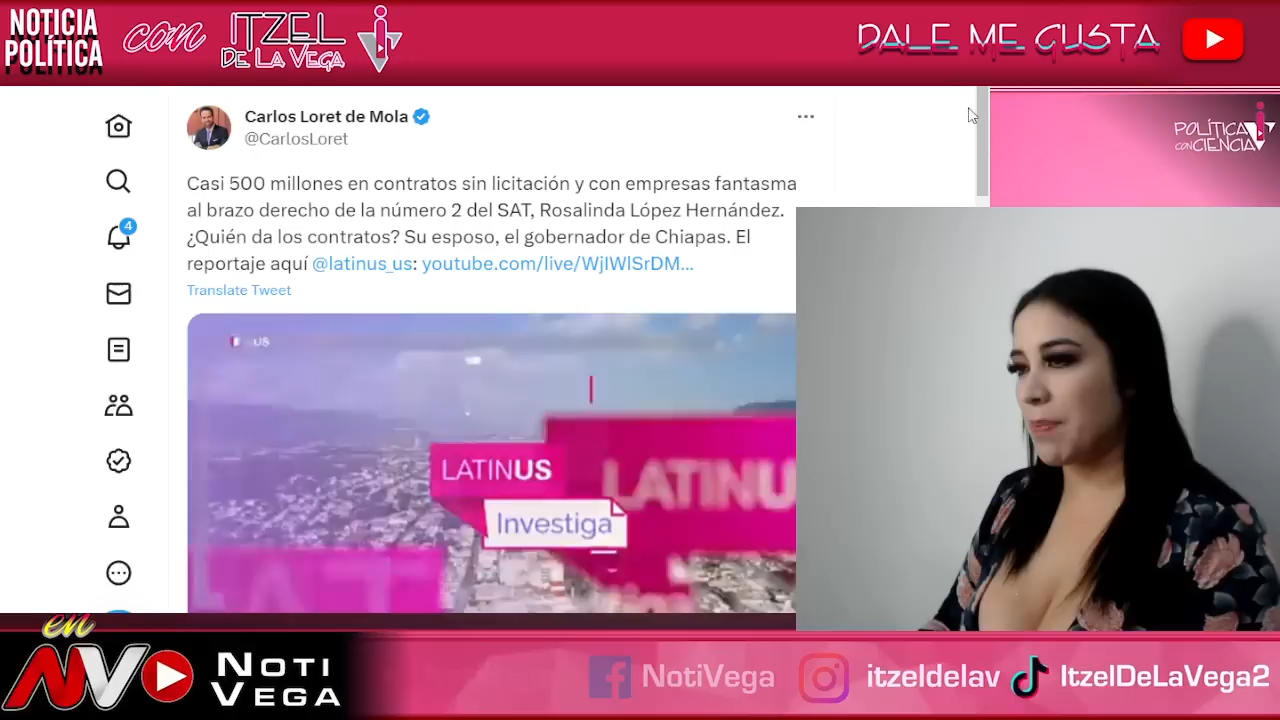 NOTICIA
POLÍTICA
con
ITZEL
DE LA VEGA
DALE ME GUSTA
Carlos Loret de Mola
@CarlosLoret
Casi 500 millones en contratos sin licitación y con empresas fantasma
al brazo derecho de la número 2 del SAT, Rosalinda López Hernández.
¿Quién da los contratos? Su esposo, el gobernador de Chiapas. El
reportaje aquí @latinus_us: youtube.com/live/WjIWlSrDM...
Translate Tweet
4
US
LATINUS
LATINU
Investiga
POLÍTICA
CON CIENCIA
en
NV
NOTI
VEGA
NotiVega
itzeldelav
ItzelDeLaVega2